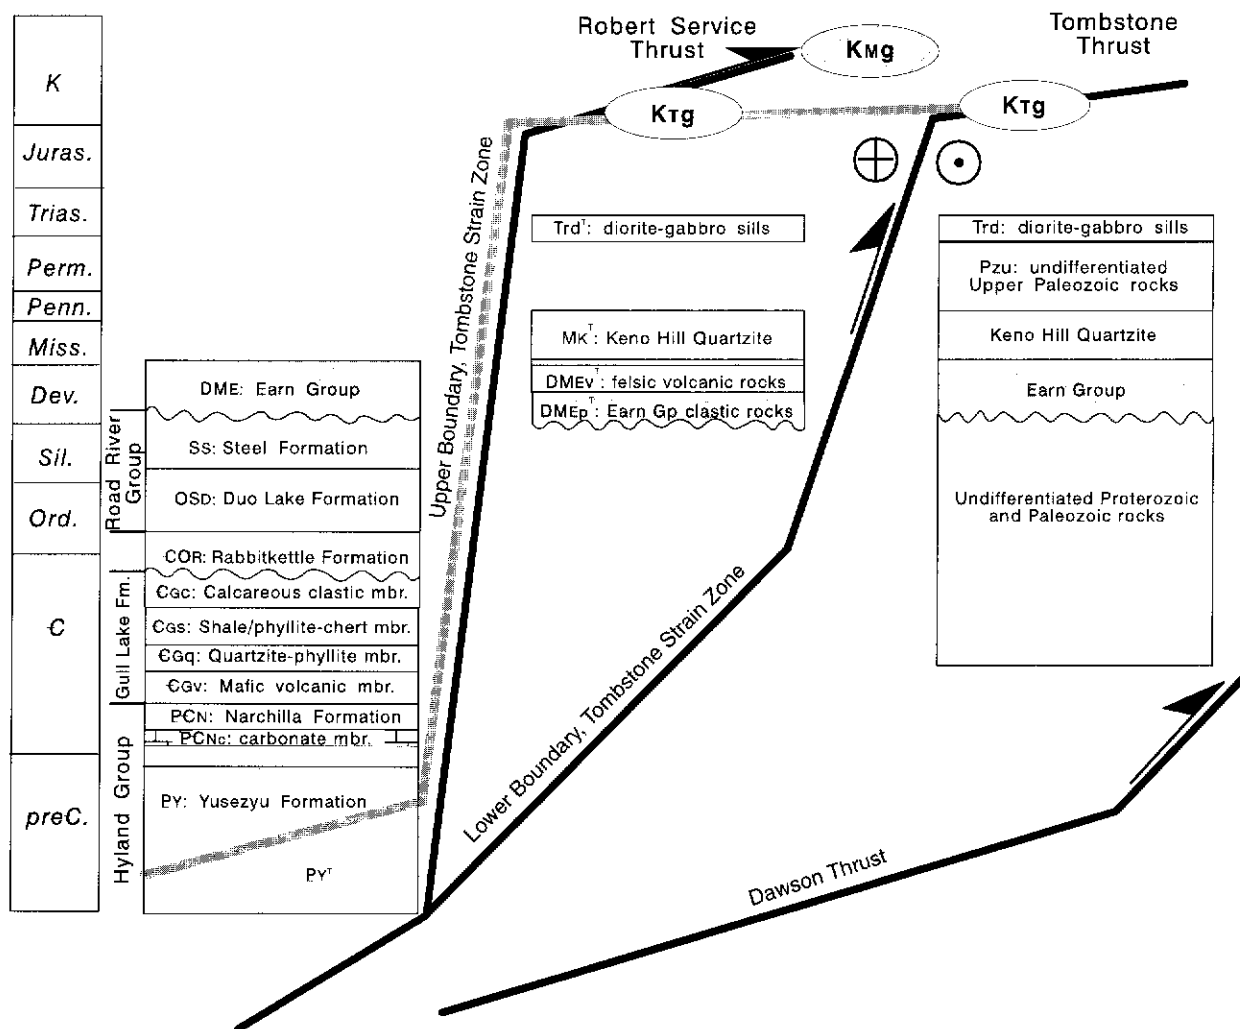 Robert Service
Thrust
Tombstone
Thrust
KMg
KTg
KTg
K
Juras.
Trias.
Perm.
Penn.
Miss.
Dev.
Sil.
Ord.
Ꞓ
preC.
Road River
Group
Gull Lake Fm.
Hyland Group
DME: Earn Group
SS: Steel Formation
OSD: Duo Lake Formation
ꞒOR: Rabbitkettle Formation
ꞒGc: Calcareous clastic mbr.
ꞒGs: Shale/phyllite-chert mbr.
ꞒGq: Quartzite-phyllite mbr.
ꞒGv: Mafic volcanic mbr.
PꞒN: Narchilla Formation
PꞒNc: carbonate mbr.
PY: Yusezyu Formation
PYᵀ
Upper Boundary, Tombstone Strain Zone
Lower Boundary, Tombstone Strain Zone
Dawson Thrust
Trdᵀ: diorite-gabbro sills
MKᵀ: Keno Hill Quartzite
DMEvᵀ: felsic volcanic rocks
DMEpᵀ: Earn Gp clastic rocks
Trd: diorite-gabbro sills
Pzu: undifferentiated
Upper Paleozoic rocks
Keno Hill Quartzite
Earn Group
Undifferentiated Proterozoic
and Paleozoic rocks